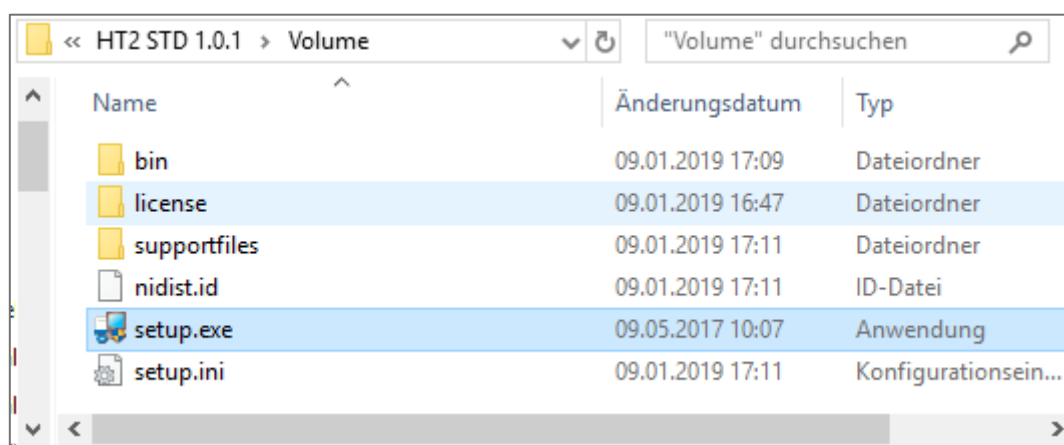 « HT2 STD 1.0.1 > Volume "Volume" durchsuchen
Name Änderungsdatum Typ
bin 09.01.2019 17:09 Dateiordner
license 09.01.2019 16:47 Dateiordner
supportfiles 09.01.2019 17:11 Dateiordner
nidist.id 09.01.2019 17:11 ID-Datei
setup.exe 09.05.2017 10:07 Anwendung
setup.ini 09.01.2019 17:11 Konfigurationsein...